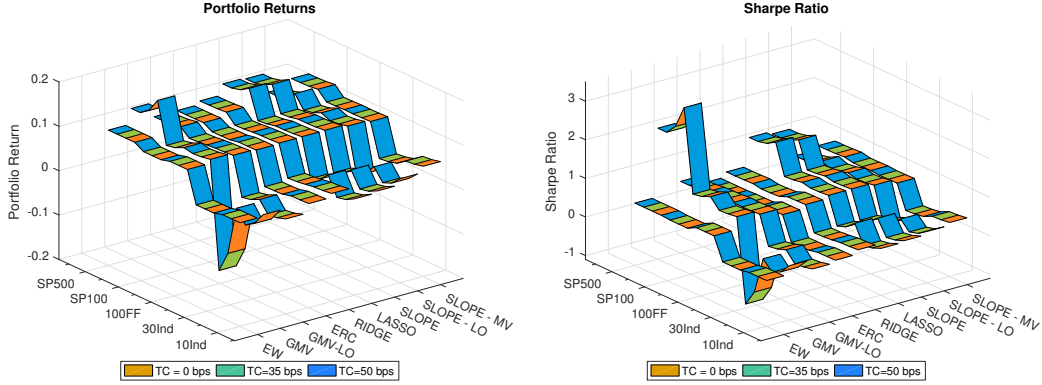 Portfolio Returns
Portfolio Return
0.2
0.1
0
-0.1
-0.2
SP500
SP100
100FF
30Ind
10Ind
EW
GMV
GMV-LO
ERC
RIDGE
LASSO
SLOPE
SLOPE - LO
SLOPE - MV
TC = 0 bps TC=35 bps TC=50 bps
Sharpe Ratio
Sharpe Ratio
3
2
1
0
-1
SP500
SP100
100FF
30Ind
10Ind
EW
GMV
GMV-LO
ERC
RIDGE
LASSO
SLOPE
SLOPE - LO
SLOPE - MV
TC = 0 bps TC=35 bps TC=50 bps